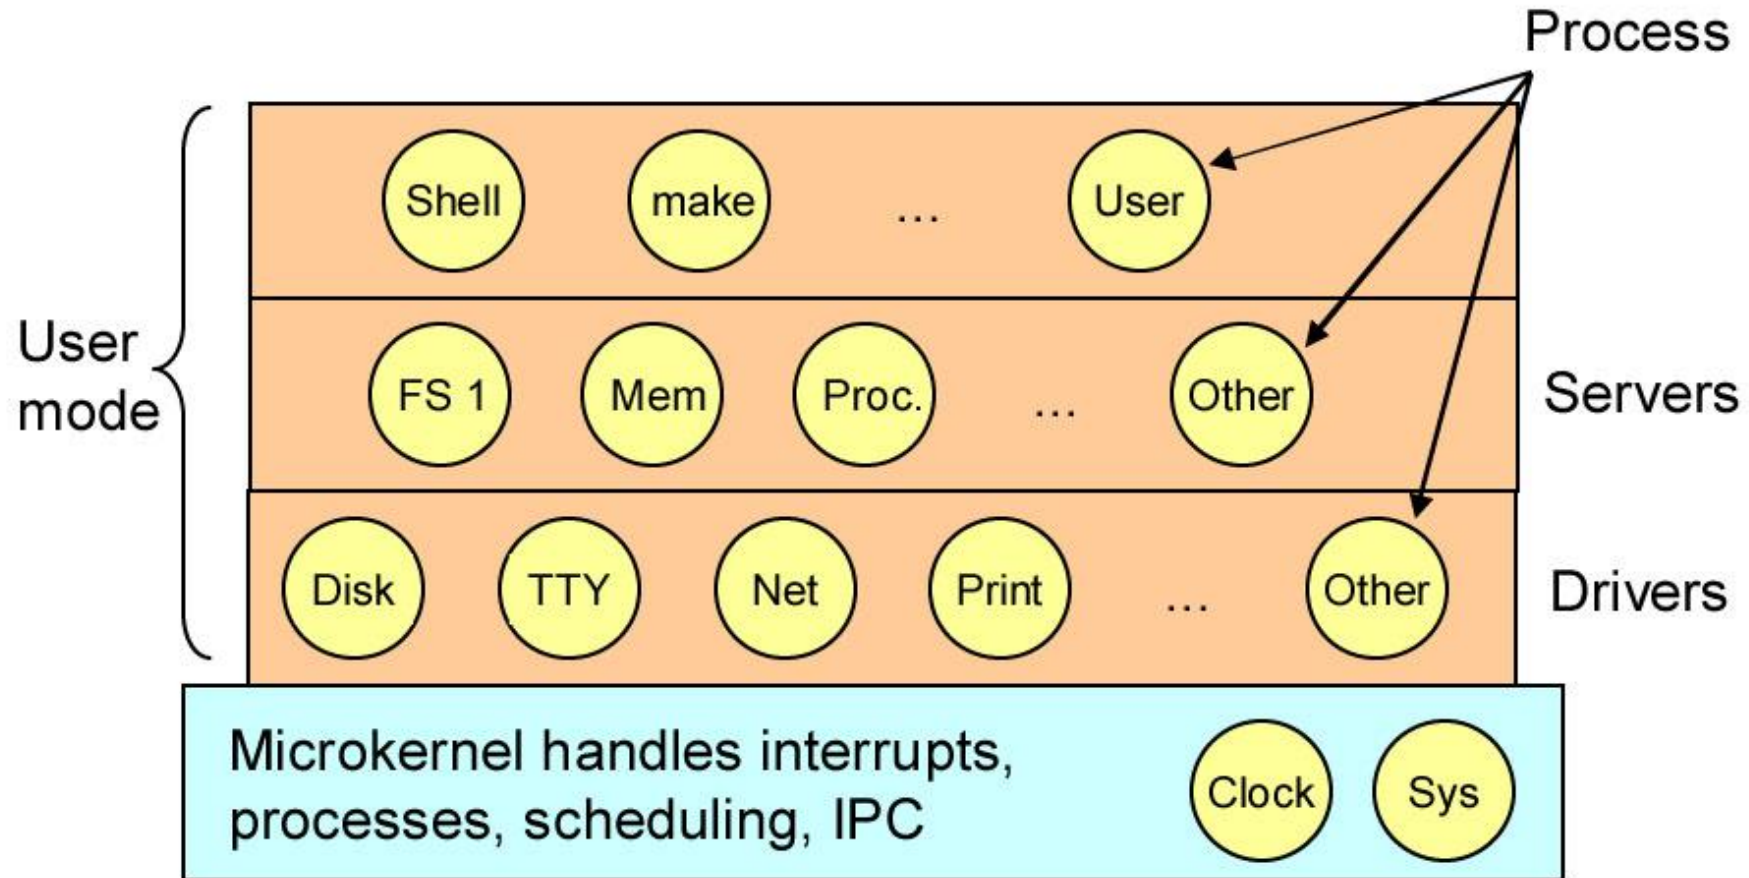 Process
Shell make ... User
User
mode
FS 1 Mem Proc. ... Other
Servers
Disk TTY Net Print ... Other
Drivers
Microkernel handles interrupts,
processes, scheduling, IPC
Clock Sys